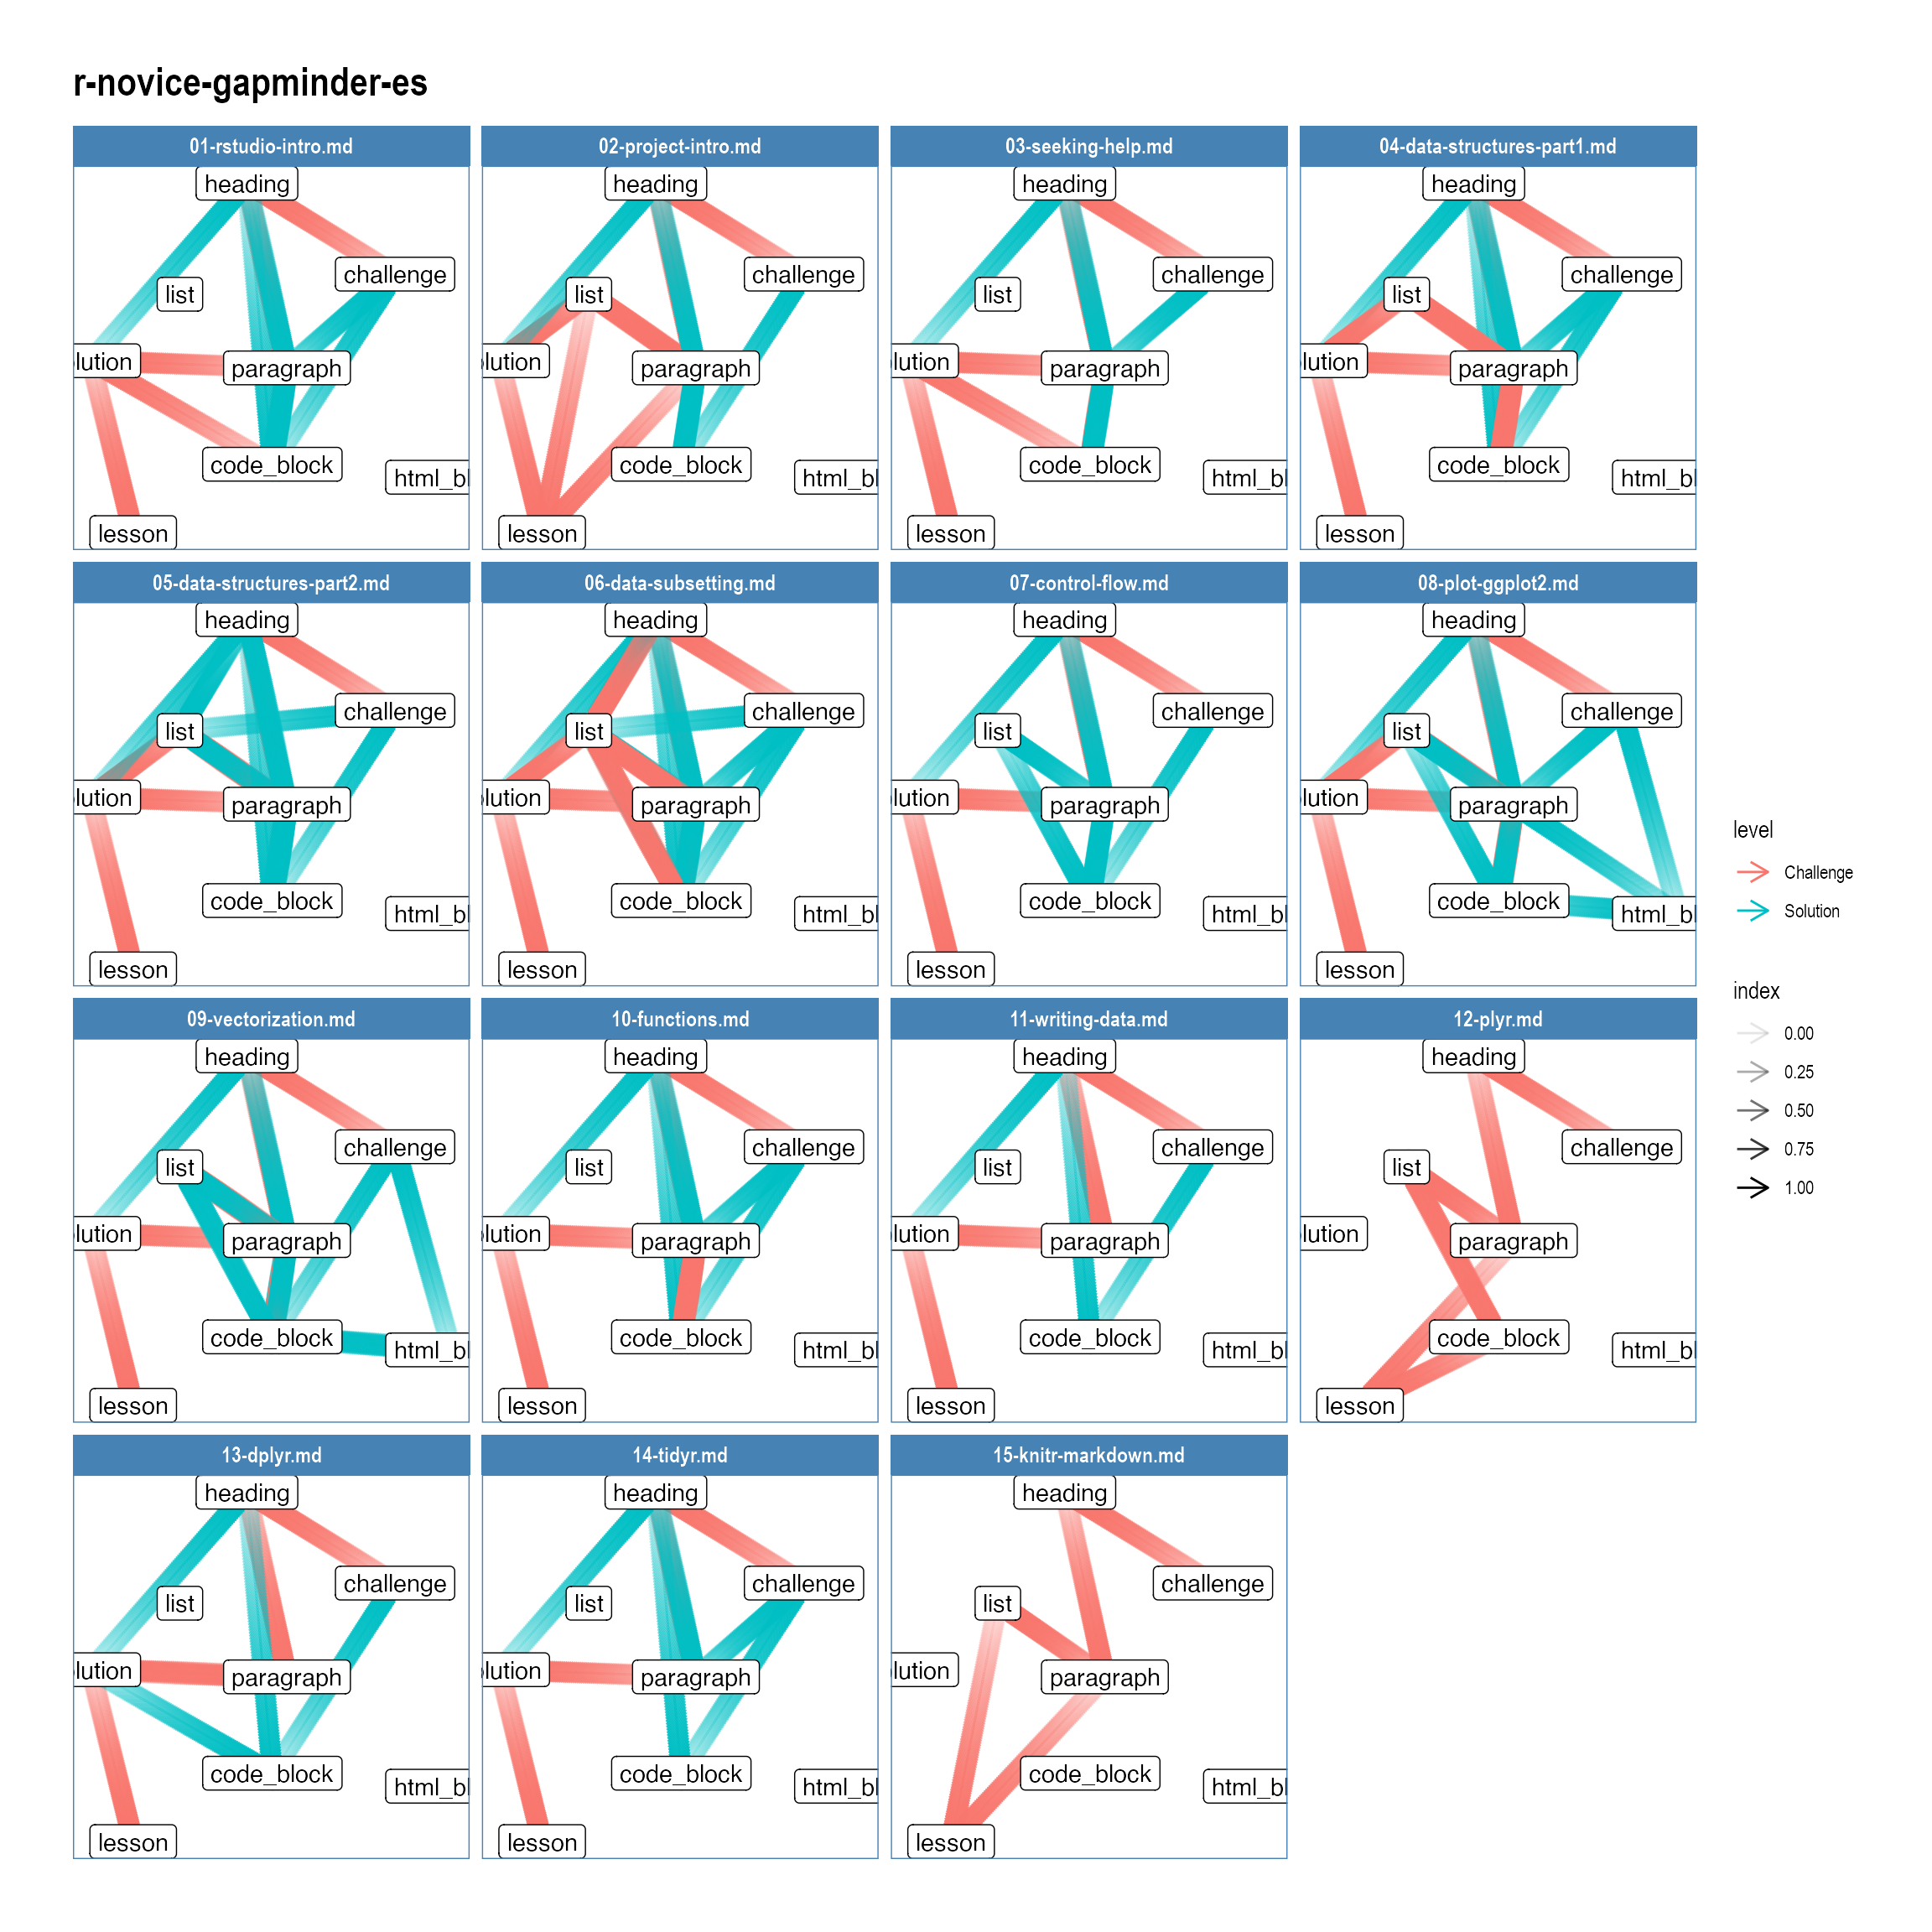 r-novice-gapminder-es
01-rstudio-intro.md
heading
challenge
list
lution
paragraph
code_block
html_bl
lesson
02-project-intro.md
heading
challenge
list
lution
paragraph
code_block
html_bl
lesson
03-seeking-help.md
heading
challenge
list
lution
paragraph
code_block
html_bl
lesson
04-data-structures-part1.md
heading
challenge
list
lution
paragraph
code_block
html_bl
lesson
05-data-structures-part2.md
heading
challenge
list
lution
paragraph
code_block
html_bl
lesson
06-data-subsetting.md
heading
challenge
list
lution
paragraph
code_block
html_bl
lesson
07-control-flow.md
heading
challenge
list
lution
paragraph
code_block
html_bl
lesson
08-plot-ggplot2.md
heading
challenge
list
lution
paragraph
code_block
html_bl
lesson
09-vectorization.md
heading
challenge
list
lution
paragraph
code_block
html_bl
lesson
10-functions.md
heading
challenge
list
lution
paragraph
code_block
html_bl
lesson
11-writing-data.md
heading
challenge
list
lution
paragraph
code_block
html_bl
lesson
12-plyr.md
heading
challenge
list
lution
paragraph
code_block
html_bl
lesson
13-dplyr.md
heading
challenge
list
lution
paragraph
code_block
html_bl
lesson
14-tidyr.md
heading
challenge
list
lution
paragraph
code_block
html_bl
lesson
15-knitr-markdown.md
heading
challenge
list
lution
paragraph
code_block
html_bl
lesson
level
Challenge
Solution
index
0.00
0.25
0.50
0.75
1.00